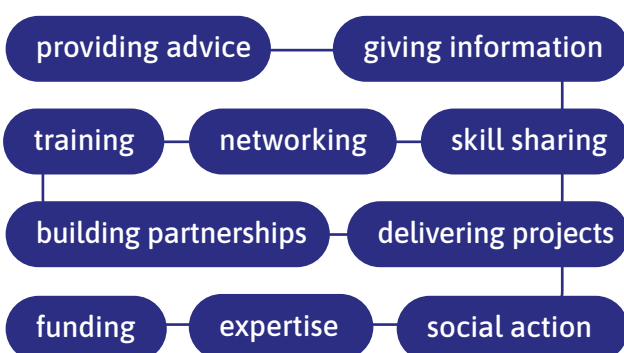 providing advice
giving information
training
networking
skill sharing
building partnerships
delivering projects
funding
expertise
social action